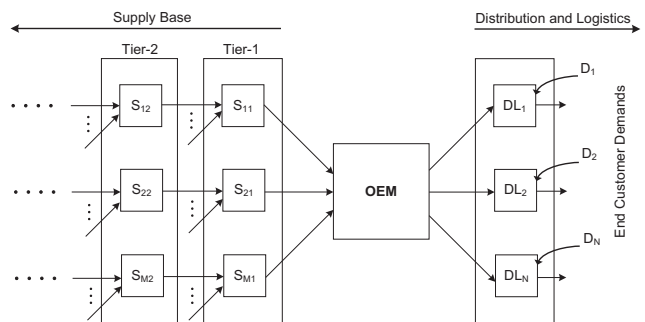 Supply Base
Distribution and Logistics
Tier-2
Tier-1
S12
S11
S22
S21
SM2
SM1
OEM
DL1
DL2
DLN
D1
D2
DN
End Customer Demands